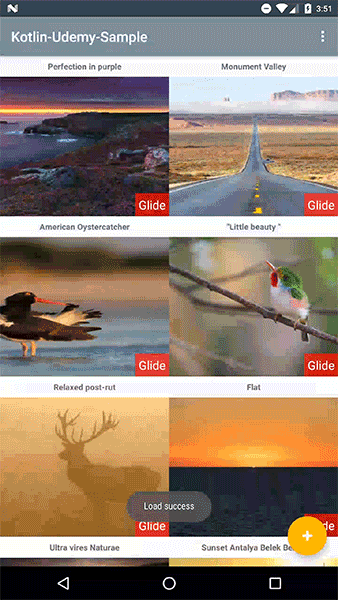 3:51
Kotlin-Udemy-Sample
Perfection in purple
Monument Valley
Glide
Glide
American Oystercatcher
"Little beauty "
Glide
Glide
Relaxed post-rut
Flat
Load success
Glide
Glide
Ultra vires Naturae
Sunset Antalya Belek Be